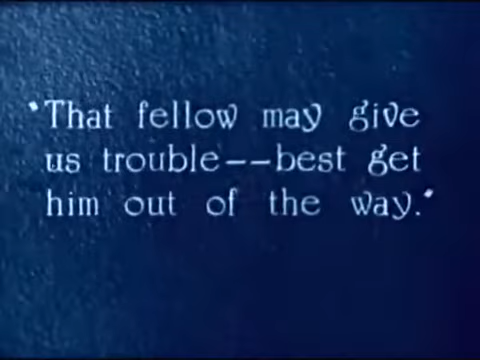 "That fellow may give
us trouble--best get
him out of the way."